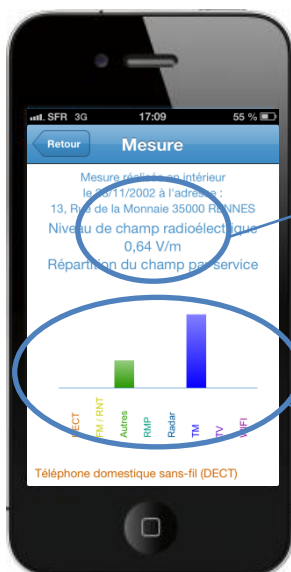 SFR 3G 17:09 55 %
Retour Mesure
Mesure réalisée en intérieur
le 28/11/2002 à l'adresse :
13, Rue de la Monnaie 35000 RENNES
Niveau de champ radioélectrique
0,64 V/m
Répartition du champ par service
DECT
FM / RNT
Autres
RMP
Radar
TM
TV
WIFI
Téléphone domestique sans-fil (DECT)